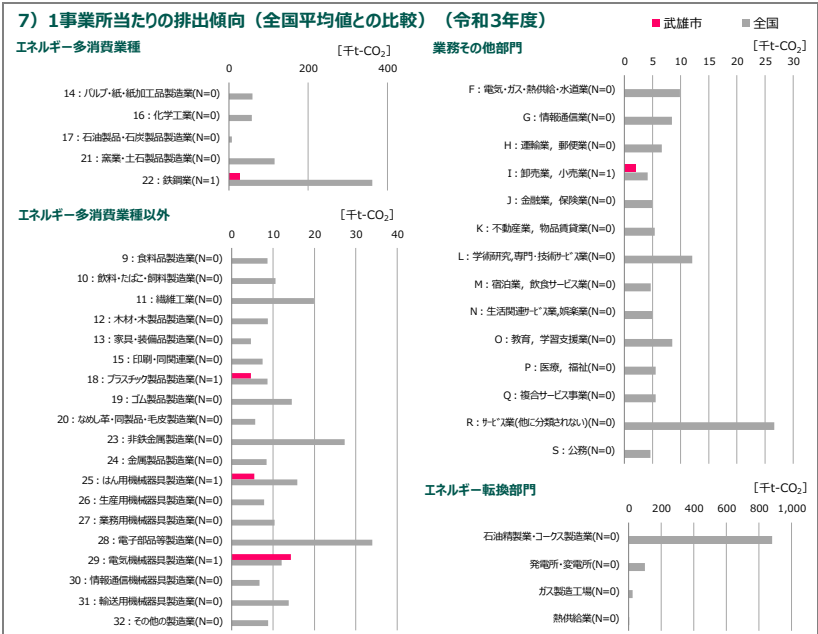 7）1事業所当たりの排出傾向（全国平均値との比較）（令和3年度）
武雄市
全国
エネルギー多消費業種
[千t-CO₂]
0 200 400
14：パルプ・紙・紙加工品製造業(N=0)
16：化学工業(N=0)
17：石油製品・石炭製品製造業(N=0)
21：窯業・土石製品製造業(N=0)
22：鉄鋼業(N=1)
エネルギー多消費業種以外
[千t-CO₂]
0 10 20 30 40
9：食料品製造業(N=0)
10：飲料・たばこ・飼料製造業(N=0)
11：繊維工業(N=0)
12：木材・木製品製造業(N=0)
13：家具・装備品製造業(N=0)
15：印刷・同関連業(N=0)
18：プラスチック製品製造業(N=1)
19：ゴム製品製造業(N=0)
20：なめし革・同製品・毛皮製造業(N=0)
23：非鉄金属製造業(N=0)
24：金属製品製造業(N=0)
25：はん用機械器具製造業(N=1)
26：生産用機械器具製造業(N=0)
27：業務用機械器具製造業(N=0)
28：電子部品等製造業(N=0)
29：電気機械器具製造業(N=1)
30：情報通信機械器具製造業(N=0)
31：輸送用機械器具製造業(N=0)
32：その他の製造業(N=0)
業務その他部門
[千t-CO₂]
0 5 10 15 20 25 30
F：電気・ガス・熱供給・水道業(N=0)
G：情報通信業(N=0)
H：運輸業，郵便業(N=0)
I：卸売業，小売業(N=1)
J：金融業，保険業(N=0)
K：不動産業，物品賃貸業(N=0)
L：学術研究,専門・技術サービス業(N=0)
M：宿泊業，飲食サービス業(N=0)
N：生活関連サービス業,娯楽業(N=0)
O：教育，学習支援業(N=0)
P：医療，福祉(N=0)
Q：複合サービス事業(N=0)
R：サービス業(他に分類されない)(N=0)
S：公務(N=0)
エネルギー転換部門
[千t-CO₂]
0 200 400 600 800 1,000
石油精製業・コークス製造業(N=0)
発電所・変電所(N=0)
ガス製造工場(N=0)
熱供給業(N=0)